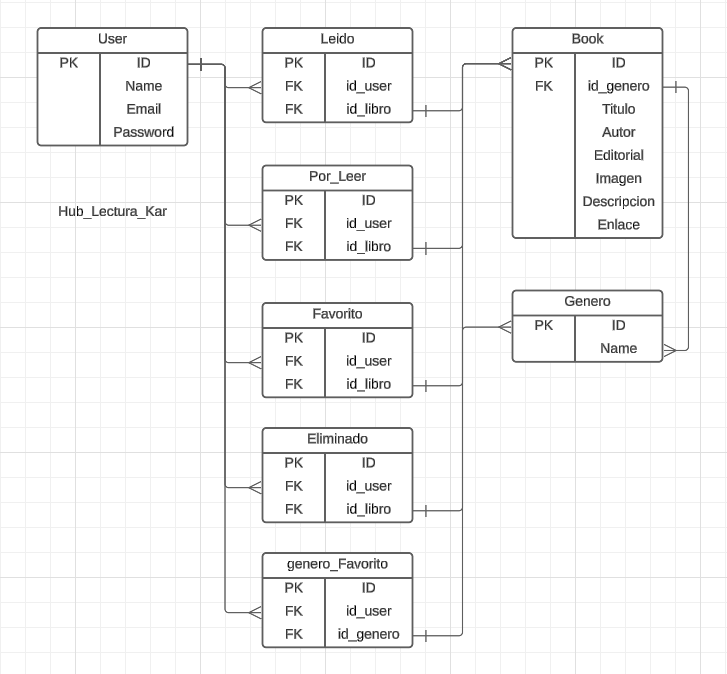 User
PK ID
Name
Email
Password
Hub_Lectura_Kar
Leido
PK ID
FK id_user
FK id_libro
Por_Leer
PK ID
FK id_user
FK id_libro
Favorito
PK ID
FK id_user
FK id_libro
Eliminado
PK ID
FK id_user
FK id_libro
genero_Favorito
PK ID
FK id_user
FK id_genero
Book
PK ID
FK id_genero
Titulo
Autor
Editorial
Imagen
Descripcion
Enlace
Genero
PK ID
Name